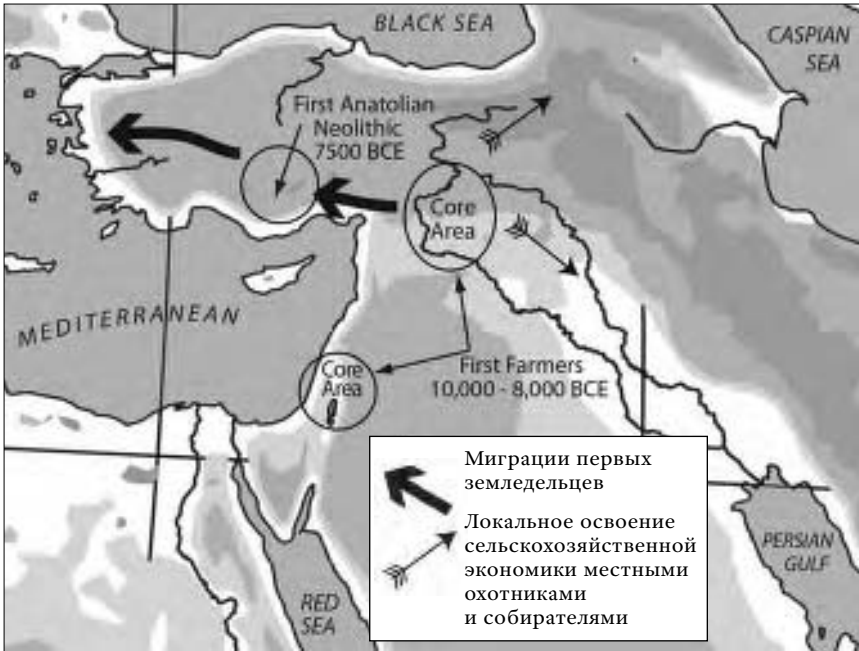 BLACK SEA
CASPIAN
SEA
First Anatolian
Neolithic
7500 BCE
Core
Area
MEDITERRANEAN
Core
Area
First Farmers
10,000 - 8,000 BCE
Миграции первых
земледельцев
Локальное освоение
сельскохозяйственной
экономики местными
охотниками
и собирателями
RED
SEA
PERSIAN
GULF